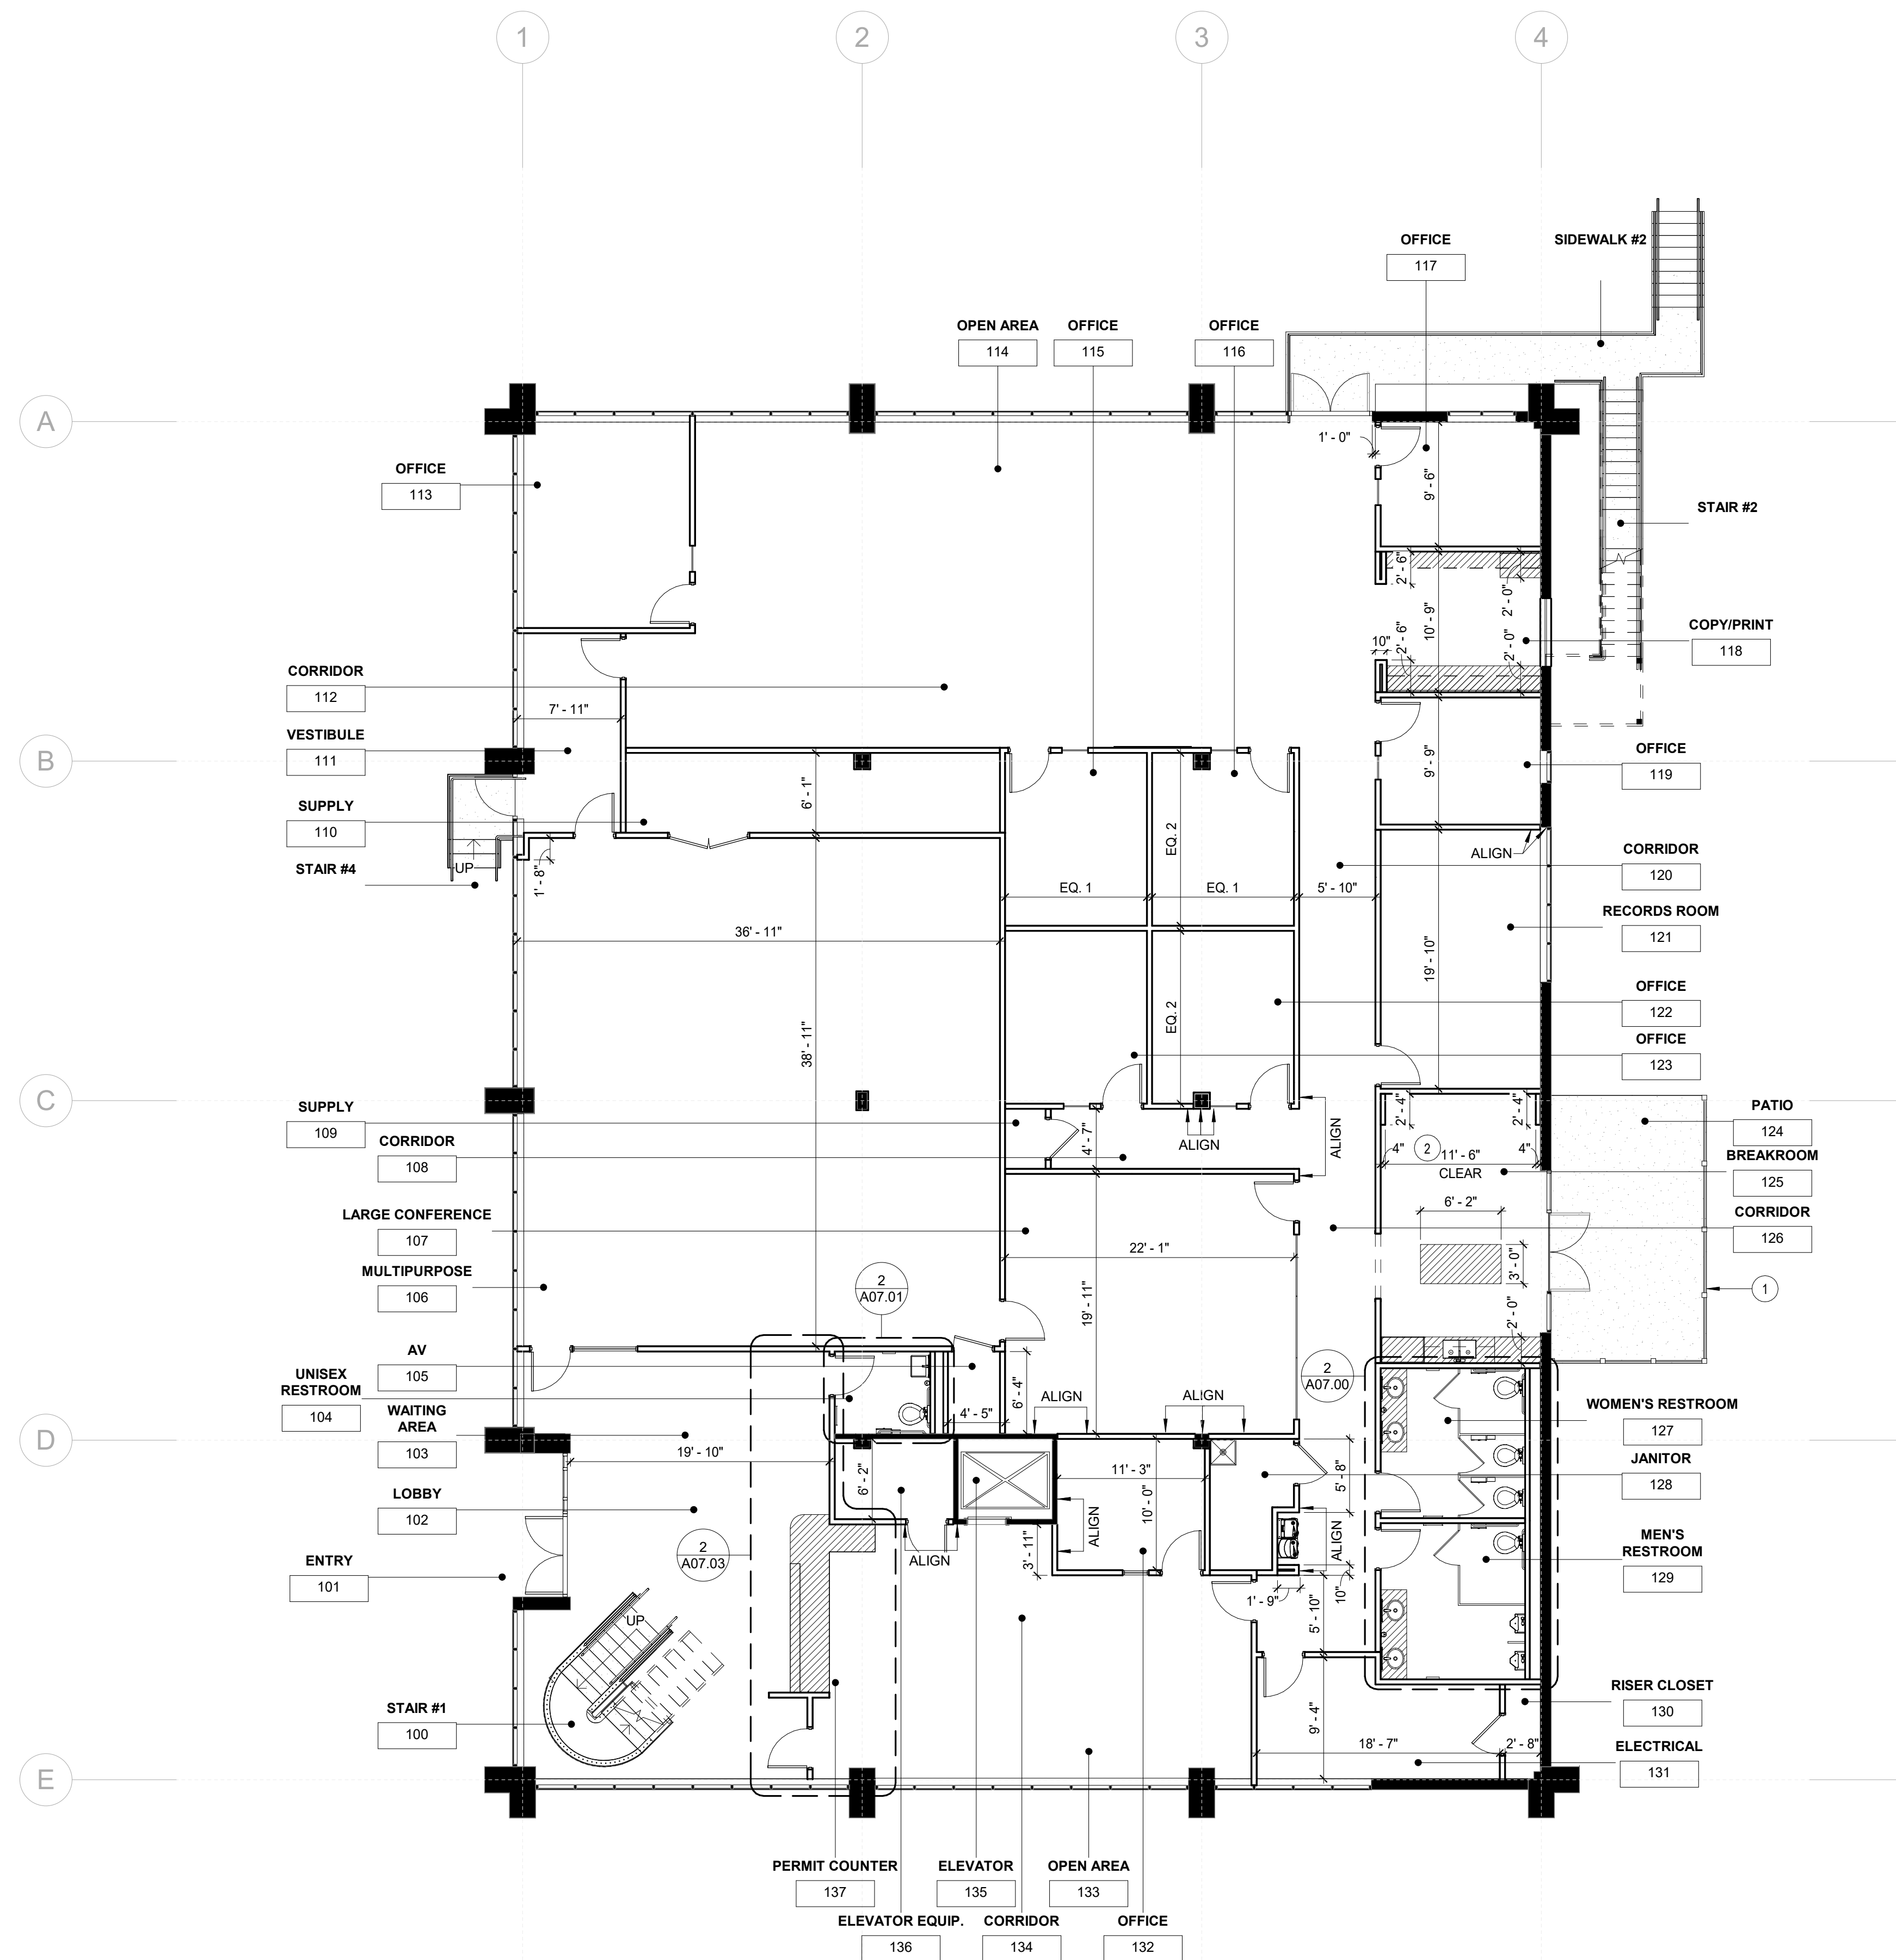 1
2
3
4
OFFICE
117
SIDEWALK #2
OPEN AREA
114
OFFICE
115
OFFICE
116
A
1' - 0"
OFFICE
113
9' - 6"
STAIR #2
2' - 6"
2' - 0"
10' - 9"
COPY/PRINT
118
10"
2' - 6"
2' - 0"
CORRIDOR
112
7' - 11"
VESTIBULE
111
B
OFFICE
119
9' - 9"
6' - 1"
SUPPLY
110
EQ. 2
STAIR #4
UP
1' - 8"
ALIGN
CORRIDOR
120
EQ. 1
EQ. 1
5' - 10"
RECORDS ROOM
121
36' - 11"
19' - 10"
OFFICE
122
EQ. 2
38' - 11"
OFFICE
123
C
SUPPLY
109
2' - 4"
2' - 4"
PATIO
124
CORRIDOR
108
4' - 7"
ALIGN
ALIGN
4"
2
11' - 6"
CLEAR
4"
BREAKROOM
125
LARGE CONFERENCE
107
6' - 2"
CORRIDOR
126
22' - 1"
MULTIPURPOSE
106
2
A07.01
3' - 0"
1
19' - 11"
2' - 0"
AV
105
UNISEX
RESTROOM
104
2
A07.00
6' - 4"
ALIGN
ALIGN
WAITING
AREA
103
4' - 5"
WOMEN'S RESTROOM
127
D
19' - 10"
JANITOR
128
6' - 2"
11' - 3"
5' - 8"
LOBBY
102
10' - 0"
ALIGN
ALIGN
2
A07.03
ALIGN
3' - 11"
MEN'S
RESTROOM
129
ENTRY
101
1' - 9"
10"
UP
5' - 10"
RISER CLOSET
130
STAIR #1
100
9' - 4"
18' - 7"
2' - 8"
ELECTRICAL
131
E
PERMIT COUNTER
137
ELEVATOR
135
OPEN AREA
133
ELEVATOR EQUIP.
136
CORRIDOR
134
OFFICE
132